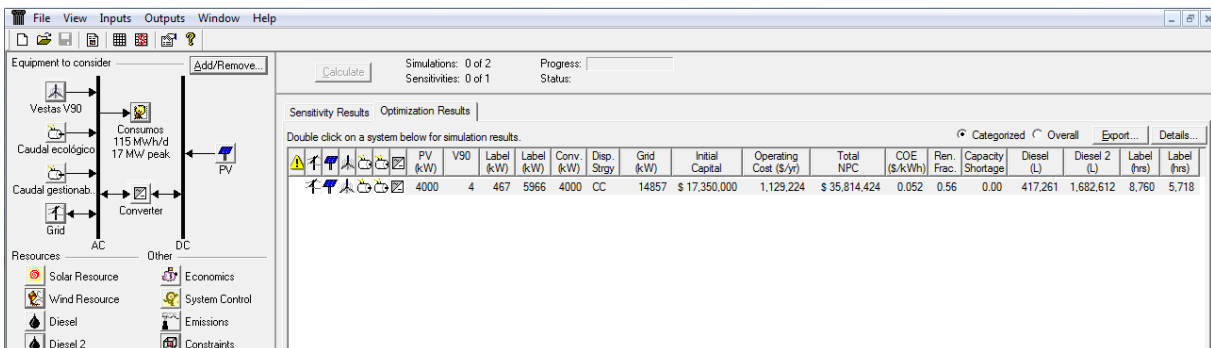 File View Inputs Outputs Window Help
Equipment to consider Add/Remove...
Vestas V90
Caudal ecológico
Caudal gestionab..
Grid
Consumos
115 MWh/d
17 MW peak
Converter
PV
AC DC
Resources Other
Solar Resource Economics
Wind Resource System Control
Diesel Emissions
Diesel 2 Constraints
Calculate
Simulations: 0 of 2 Progress:
Sensitivities: 0 of 1 Status:
Sensitivity Results Optimization Results
Double click on a system below for simulation results. Categorized Overall Export... Details...
PV (kW) V90 Label (kW) Label (kW) Conv. (kW) Disp. Strgy Grid (kW) Initial Capital Operating Cost ($/yr) Total NPC COE ($/kWh) Ren. Frac. Capacity Shortage Diesel (L) Diesel 2 (L) Label (hrs) Label (hrs)
4000 4 467 5966 4000 CC 14857 $ 17,350,000 1,129,224 $ 35,814,424 0.052 0.56 0.00 417,261 1,682,612 8,760 5,718